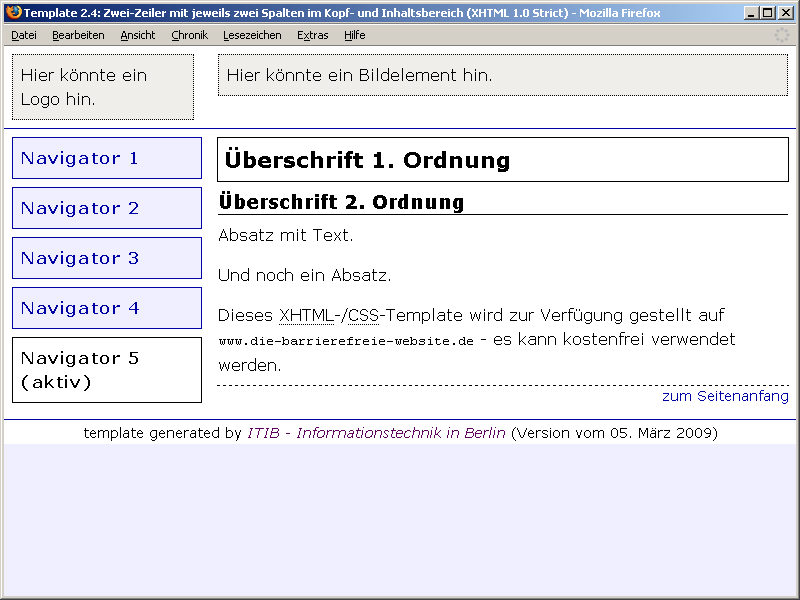 Template 2.4: Zwei-Zeiler mit jeweils zwei Spalten im Kopf- und Inhaltsbereich (XHTML 1.0 Strict) - Mozilla Firefox
Datei Bearbeiten Ansicht Chronik Lesezeichen Extras Hilfe
Hier könnte ein
Logo hin.
Hier könnte ein Bildelement hin.
Navigator 1
Navigator 2
Navigator 3
Navigator 4
Navigator 5
(aktiv)
Überschrift 1. Ordnung
Überschrift 2. Ordnung
Absatz mit Text.
Und noch ein Absatz.
Dieses XHTML-/CSS-Template wird zur Verfügung gestellt auf
www.die-barrierefreie-website.de - es kann kostenfrei verwendet
werden.
zum Seitenanfang
template generated by ITIB - Informationstechnik in Berlin (Version vom 05. März 2009)